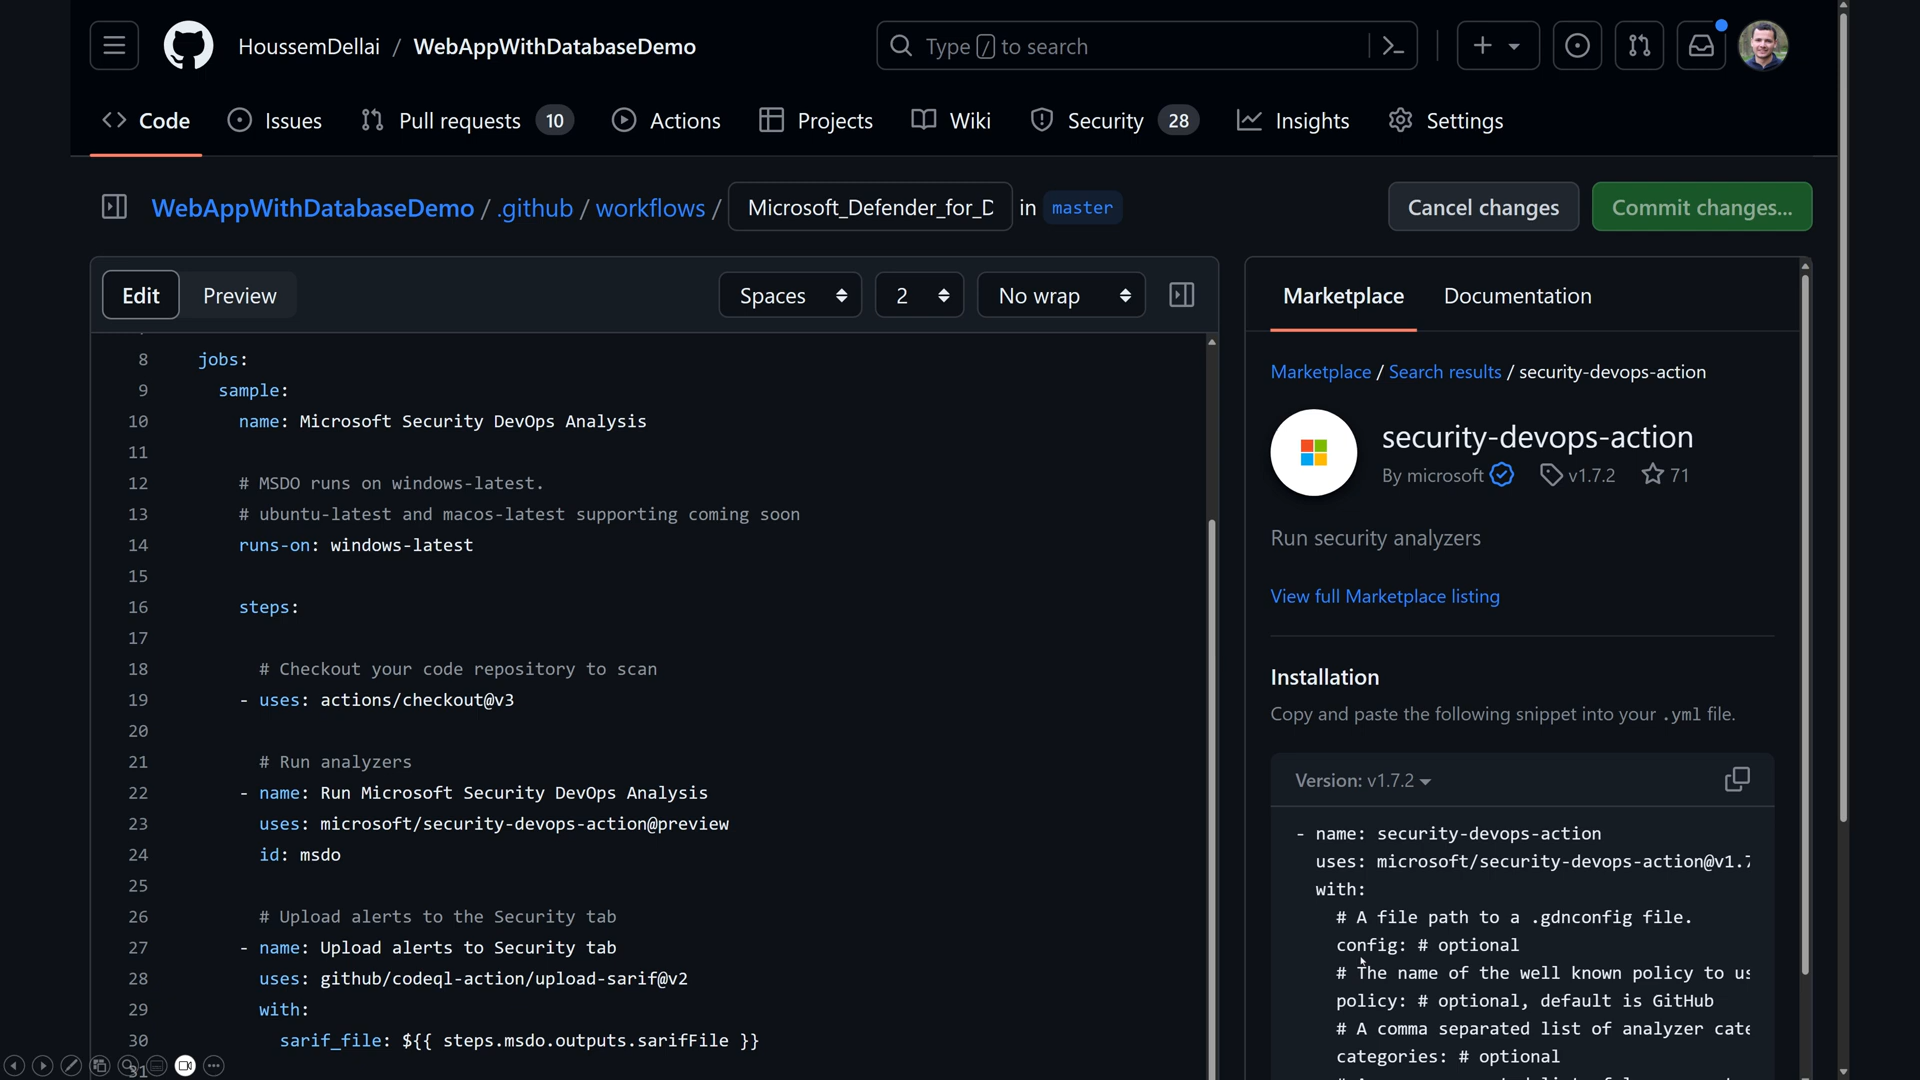 HoussemDellai / WebAppWithDatabaseDemo
Type / to search
Code
Issues
Pull requests 10
Actions
Projects
Wiki
Security 28
Insights
Settings
WebAppWithDatabaseDemo / .github / workflows / Microsoft_Defender_for_D in master
Cancel changes
Commit changes...
Edit
Preview
Spaces
2
No wrap
8 jobs:
9 sample:
10 name: Microsoft Security DevOps Analysis
11
12 # MSDO runs on windows-latest.
13 # ubuntu-latest and macos-latest supporting coming soon
14 runs-on: windows-latest
15
16 steps:
17
18 # Checkout your code repository to scan
19 - uses: actions/checkout@v3
20
21 # Run analyzers
22 - name: Run Microsoft Security DevOps Analysis
23 uses: microsoft/security-devops-action@preview
24 id: msdo
25
26 # Upload alerts to the Security tab
27 - name: Upload alerts to Security tab
28 uses: github/codeql-action/upload-sarif@v2
29 with:
30 sarif_file: ${{ steps.msdo.outputs.sarifFile }}
31
Marketplace
Documentation
Marketplace / Search results / security-devops-action
security-devops-action
By microsoft v1.7.2 71
Run security analyzers
View full Marketplace listing
Installation
Copy and paste the following snippet into your .yml file.
Version: v1.7.2
- name: security-devops-action
uses: microsoft/security-devops-action@v1.7
with:
# A file path to a .gdnconfig file.
config: # optional
# The name of the well known policy to us
policy: # optional, default is GitHub
# A comma separated list of analyzer cate
categories: # optional